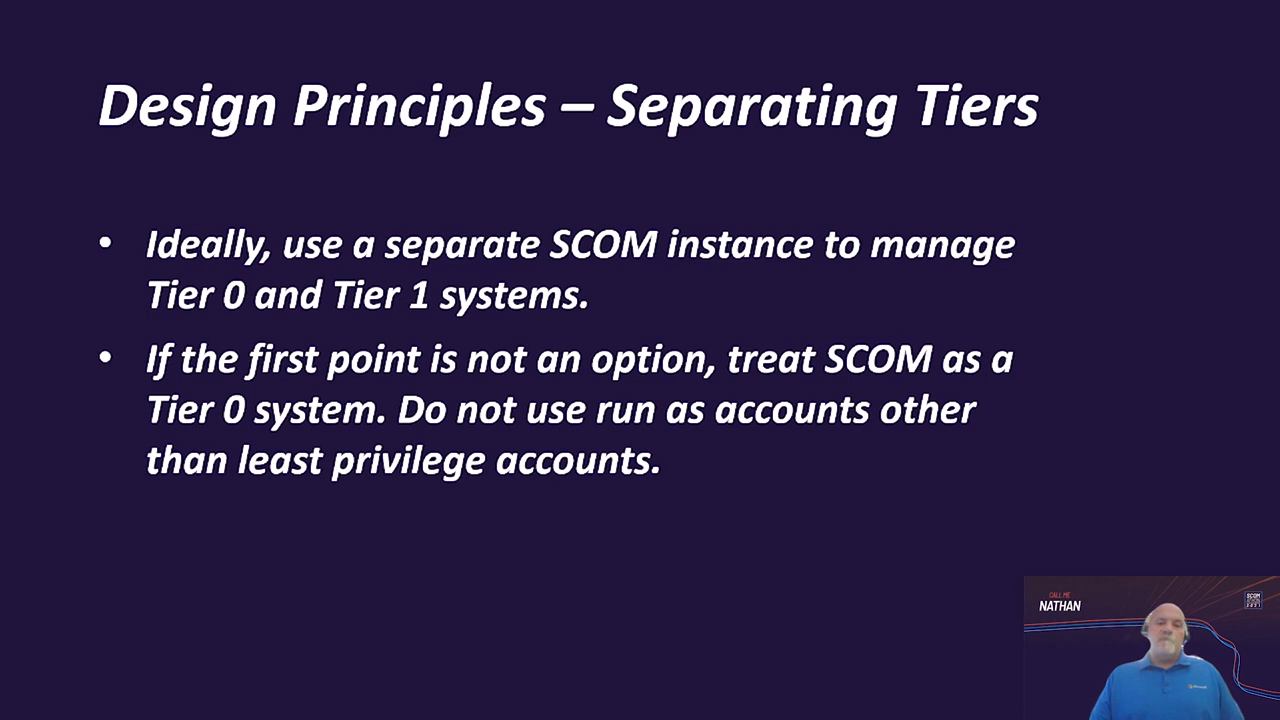 Design Principles – Separating Tiers
• Ideally, use a separate SCOM instance to manage
Tier 0 and Tier 1 systems.
• If the first point is not an option, treat SCOM as a
Tier 0 system. Do not use run as accounts other
than least privilege accounts.
CALL ME
NATHAN
SCOM